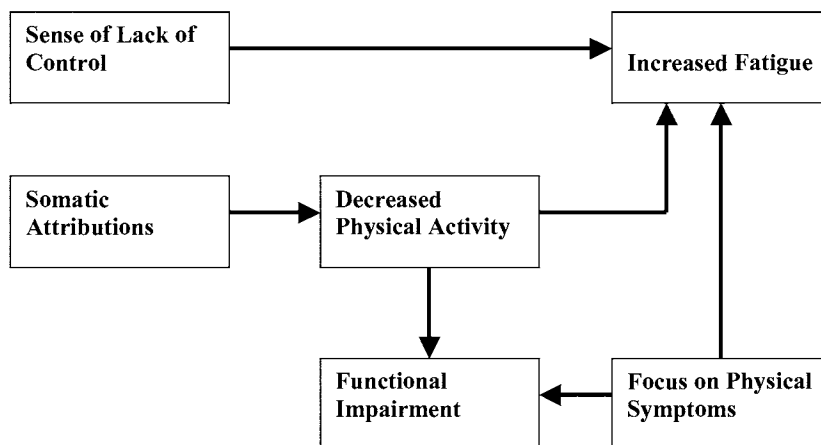 Sense of Lack of
Control
Increased Fatigue
Somatic
Attributions
Decreased
Physical Activity
Functional
Impairment
Focus on Physical
Symptoms